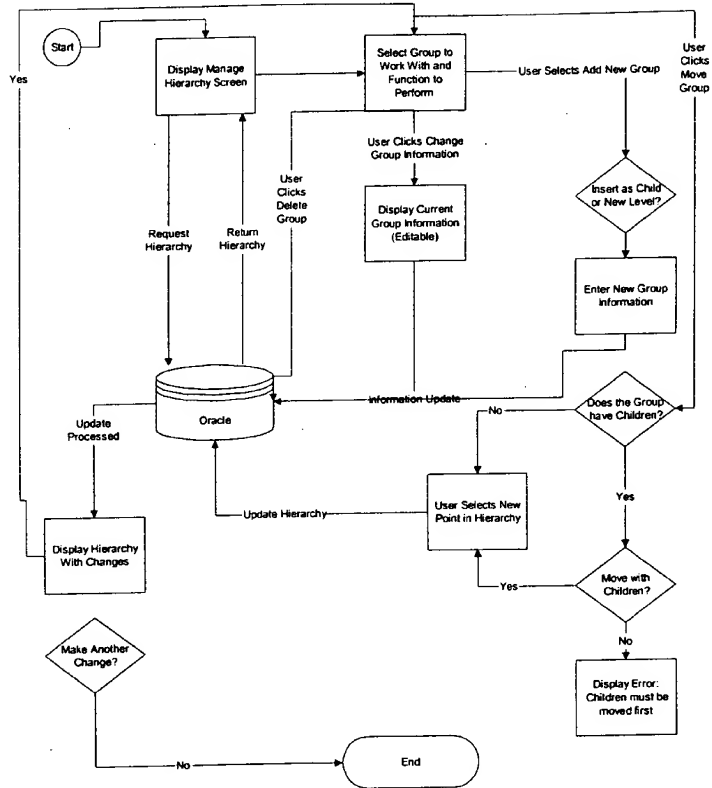 Start
Yes
Display Manage
Hierarchy Screen
Select Group to
Work With and
Function to
Perform
User Selects Add New Group
User
Clicks
Move
Group
User Clicks Change
Group Information
User
Clicks
Delete
Group
Insert as Child
or New Level?
Display Current
Group Information
(Editable)
Request
Hierarchy
Return
Hierarchy
Enter New Group
Information
Oracle
Information Update
Does the Group
have Children?
No
Update
Processed
Update Hierarchy
User Selects New
Point in Hierarchy
Yes
Display Hierarchy
With Changes
Yes
Move with
Children?
No
Make Another
Change?
Display Error:
Children must be
moved first
No
End